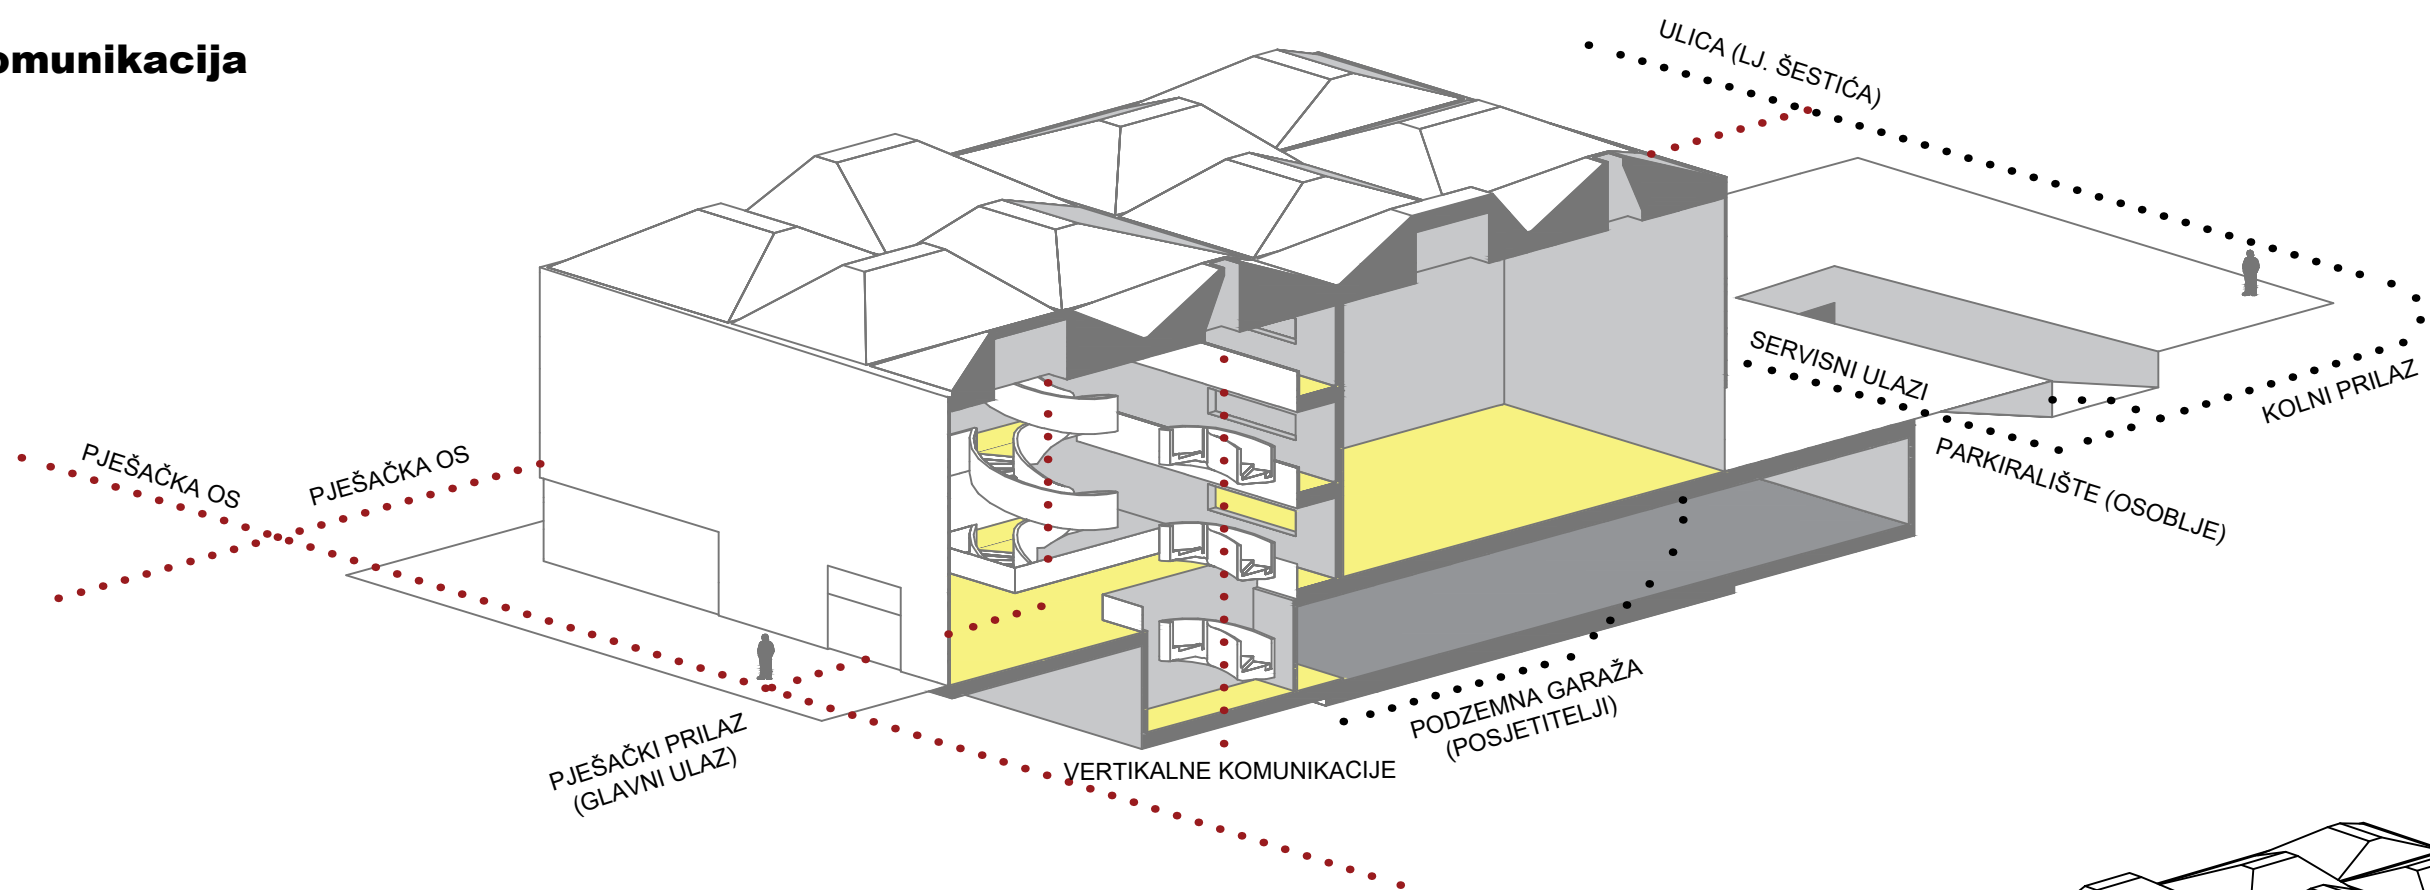 omunikacija
ULICA (LJ. ŠESTIĆA)
SERVISNI ULAZI
KOLNI PRILAZ
PARKIRALIŠTE (OSOBLJE)
PJEŠAČKA OS
PJEŠAČKA OS
PODZEMNA GARAŽA
(POSJETITELJI)
PJEŠAČKI PRILAZ
(GLAVNI ULAZ)
VERTIKALNE KOMUNIKACIJE